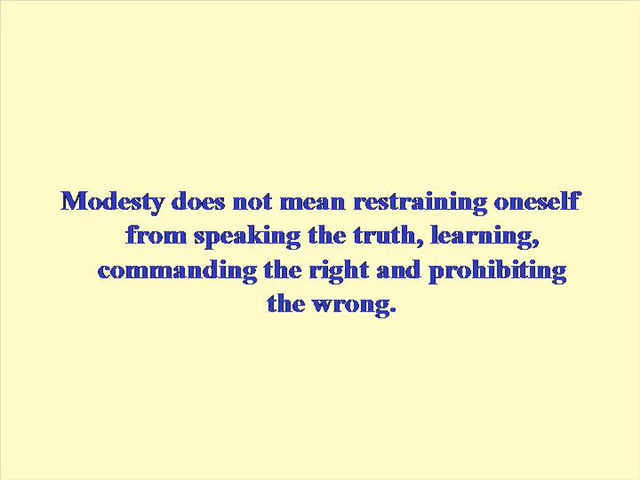 Modesty does not mean restraining oneself
from speaking the truth, learning,
commanding the right and prohibiting
the wrong.